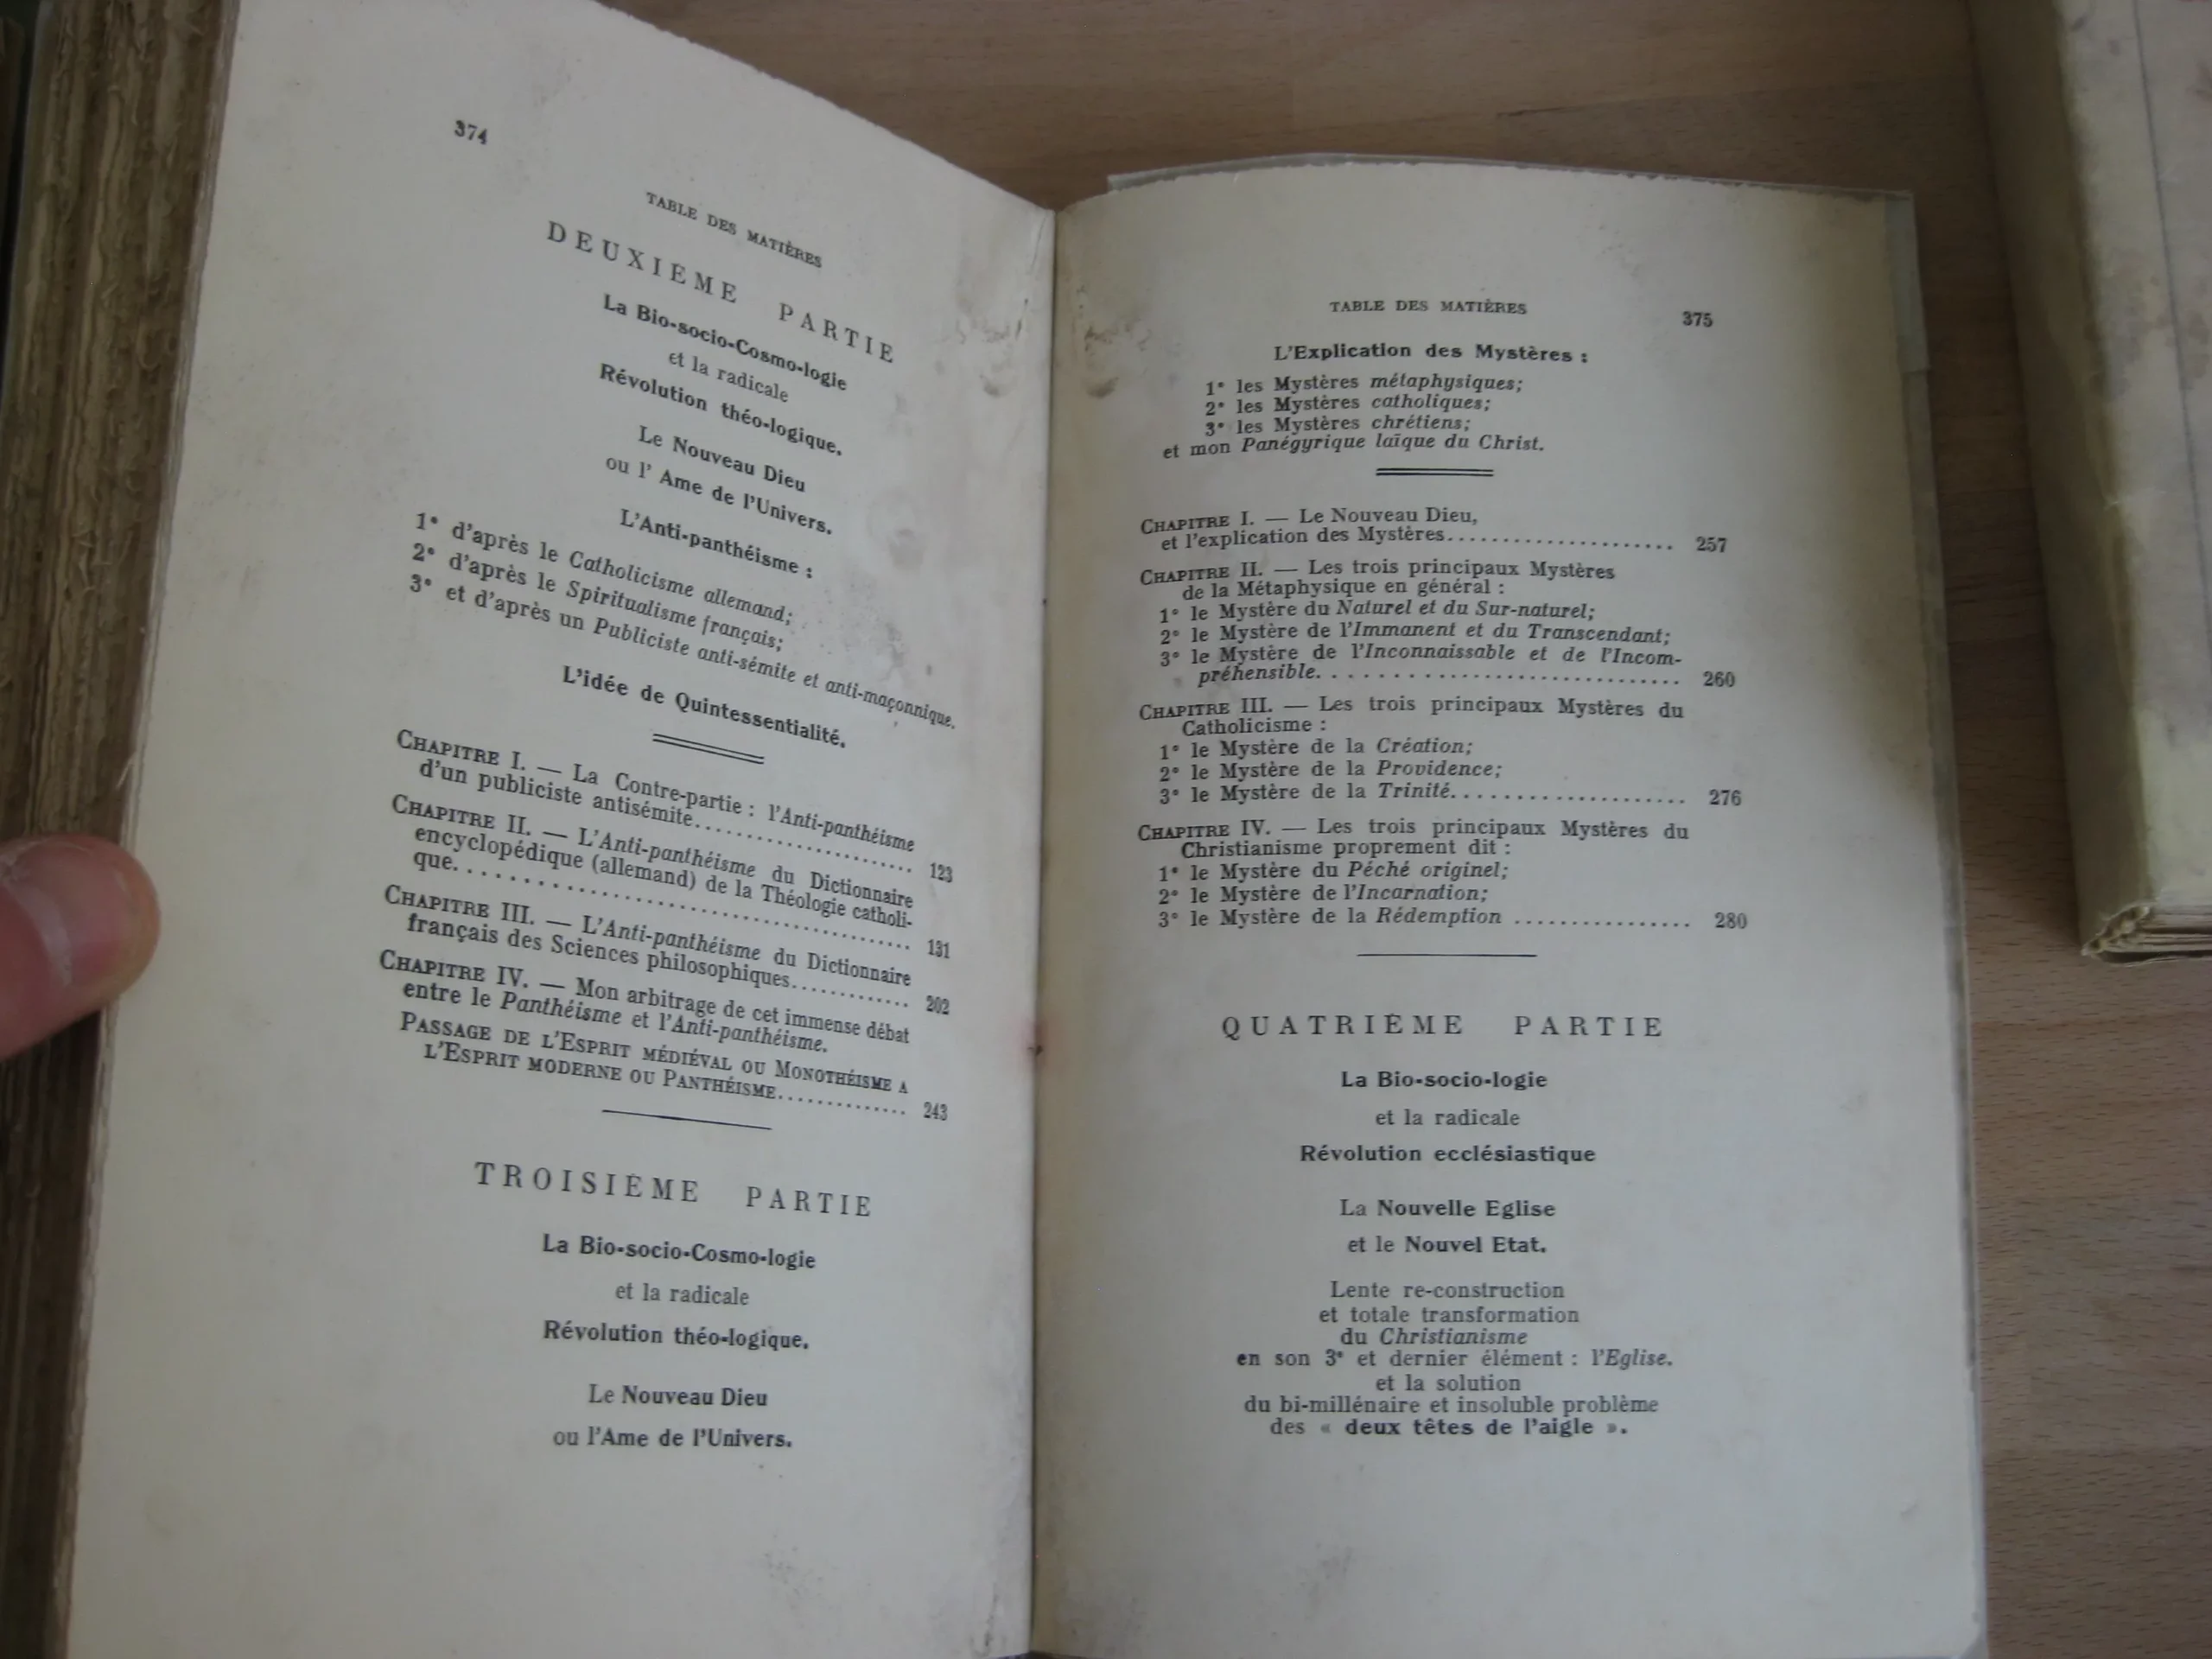 374
TABLE DES MATIÈRES
DEUXIÈME PARTIE
La Bio-socio-Cosmo-logie
et la radicale
Révolution théo-logique.
Le Nouveau Dieu
ou l' Ame de l'Univers.
L'Anti-panthéisme :
1° d'après le Catholicisme allemand;
2° d'après le Spiritualisme français;
3° et d'après un Publiciste anti-sémite et anti-maçonnique.
L'idée de Quintessentialité.
CHAPITRE I. — La Contre-partie : l'Anti-panthéisme
d'un publiciste antisémite...................... 123
CHAPITRE II. — L'Anti-panthéisme du Dictionnaire
encyclopédique (allemand) de la Théologie catholi-
que.......................................... 131
CHAPITRE III. — L'Anti-panthéisme du Dictionnaire
français des Sciences philosophiques............. 202
CHAPITRE IV. — Mon arbitrage de cet immense débat
entre le Panthéisme et l'Anti-panthéisme.
PASSAGE DE L'ESPRIT MÉDIÉVAL OU MONOTHÉISME A
L'ESPRIT MODERNE OU PANTHÉISME............... 243
TROISIÈME PARTIE
La Bio-socio-Cosmo-logie
et la radicale
Révolution théo-logique.
Le Nouveau Dieu
ou l'Ame de l'Univers.
TABLE DES MATIÈRES 375
L'Explication des Mystères :
1° les Mystères métaphysiques;
2° les Mystères catholiques;
3° les Mystères chrétiens;
et mon Panégyrique laïque du Christ.
CHAPITRE I. — Le Nouveau Dieu,
et l'explication des Mystères...................... 257
CHAPITRE II. — Les trois principaux Mystères
de la Métaphysique en général :
1° le Mystère du Naturel et du Sur-naturel;
2° le Mystère de l'Immanent et du Transcendant;
3° le Mystère de l'Inconnaissable et de l'Incom-
préhensible................................. 260
CHAPITRE III. — Les trois principaux Mystères du
Catholicisme :
1° le Mystère de la Création;
2° le Mystère de la Providence;
3° le Mystère de la Trinité...................... 276
CHAPITRE IV. — Les trois principaux Mystères du
Christianisme proprement dit :
1° le Mystère du Péché originel;
2° le Mystère de l'Incarnation;
3° le Mystère de la Rédemption ................ 280
QUATRIÈME PARTIE
La Bio-socio-logie
et la radicale
Révolution ecclésiastique
La Nouvelle Eglise
et le Nouvel Etat.
Lente re-construction
et totale transformation
du Christianisme
en son 3° et dernier élément : l'Eglise.
et la solution
du bi-millénaire et insoluble problème
des « deux têtes de l'aigle ».